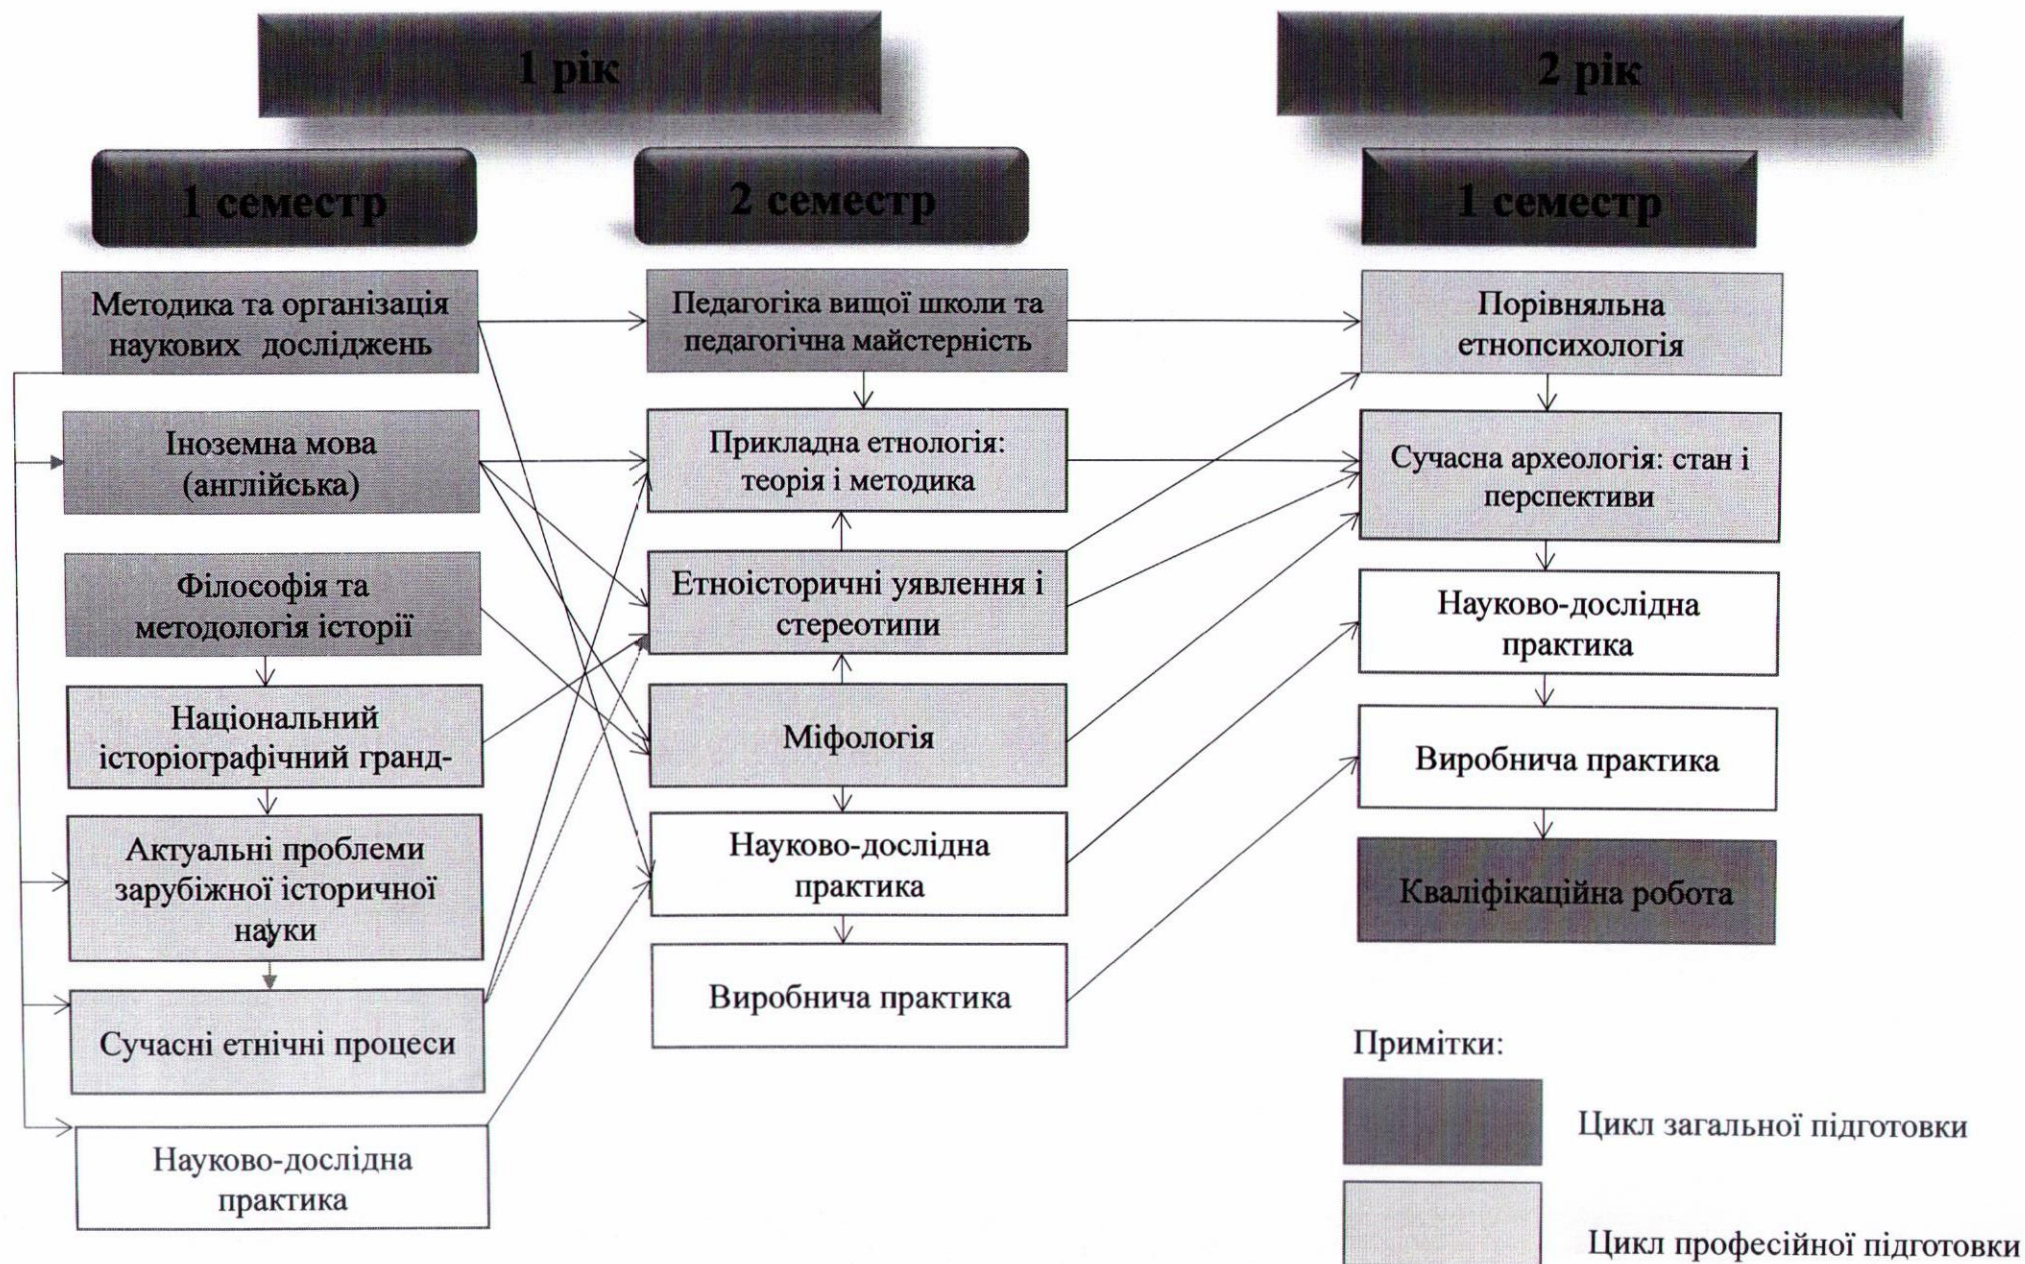 1 рік
2 рік
1 семестр
2 семестр
1 семестр
Методика та організація
наукових досліджень
Іноземна мова
(англійська)
Філософія та
методологія історії
Національний
історіографічний гранд-
Актуальні проблеми
зарубіжної історичної
науки
Сучасні етнічні процеси
Науково-дослідна
практика
Педагогіка вищої школи та
педагогічна майстерність
Прикладна етнологія:
теорія і методика
Етноісторичні уявлення і
стереотипи
Міфологія
Науково-дослідна
практика
Виробнича практика
Порівняльна
етнопсихологія
Сучасна археологія: стан і
перспективи
Науково-дослідна
практика
Виробнича практика
Кваліфікаційна робота
Примітки:
Цикл загальної підготовки
Цикл професійної підготовки